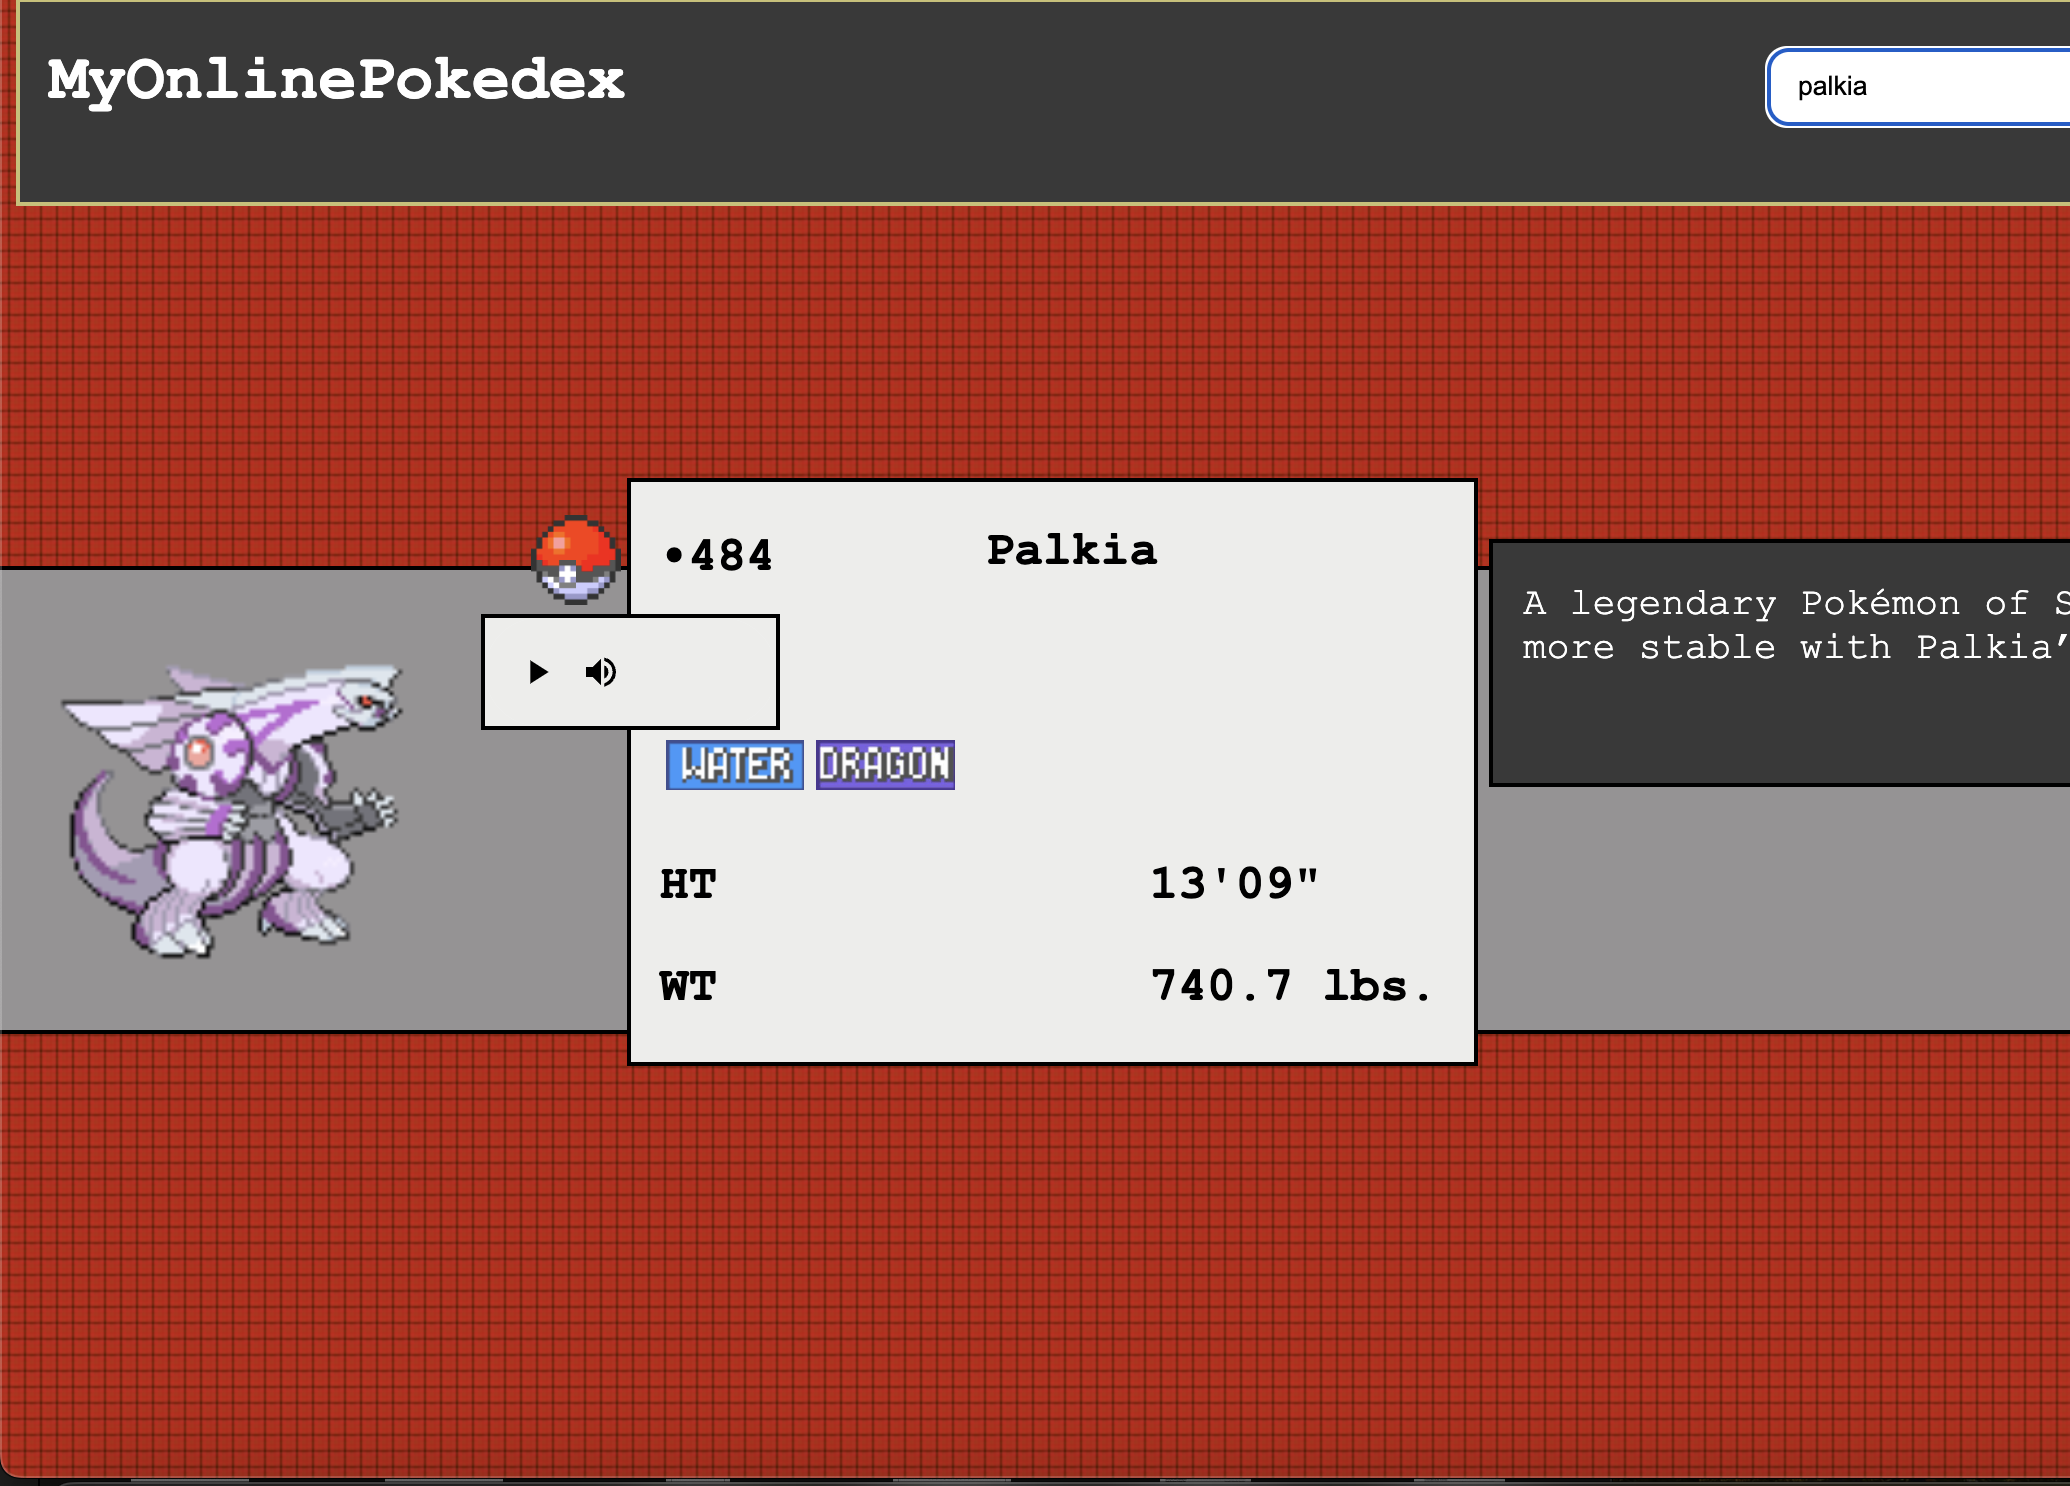 MyOnlinePokedex
palkia
•484 Palkia
WATER DRAGON
HT 13'09"
WT 740.7 lbs.
A legendary Pokémon of S
more stable with Palkia’